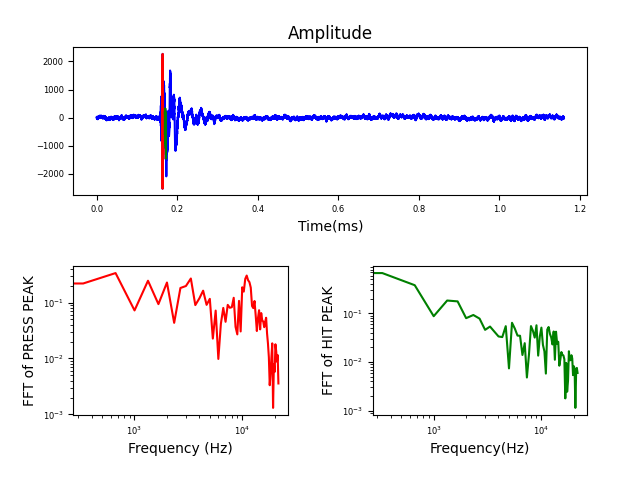 Amplitude
2000
1000
0
−1000
−2000
0.0 0.2 0.4 0.6 0.8 1.0 1.2
Time(ms)
FFT of PRESS PEAK
10⁻¹
10⁻²
10⁻³
10³ 10⁴
Frequency (Hz)
FFT of HIT PEAK
10⁻¹
10⁻²
10⁻³
10³ 10⁴
Frequency(Hz)